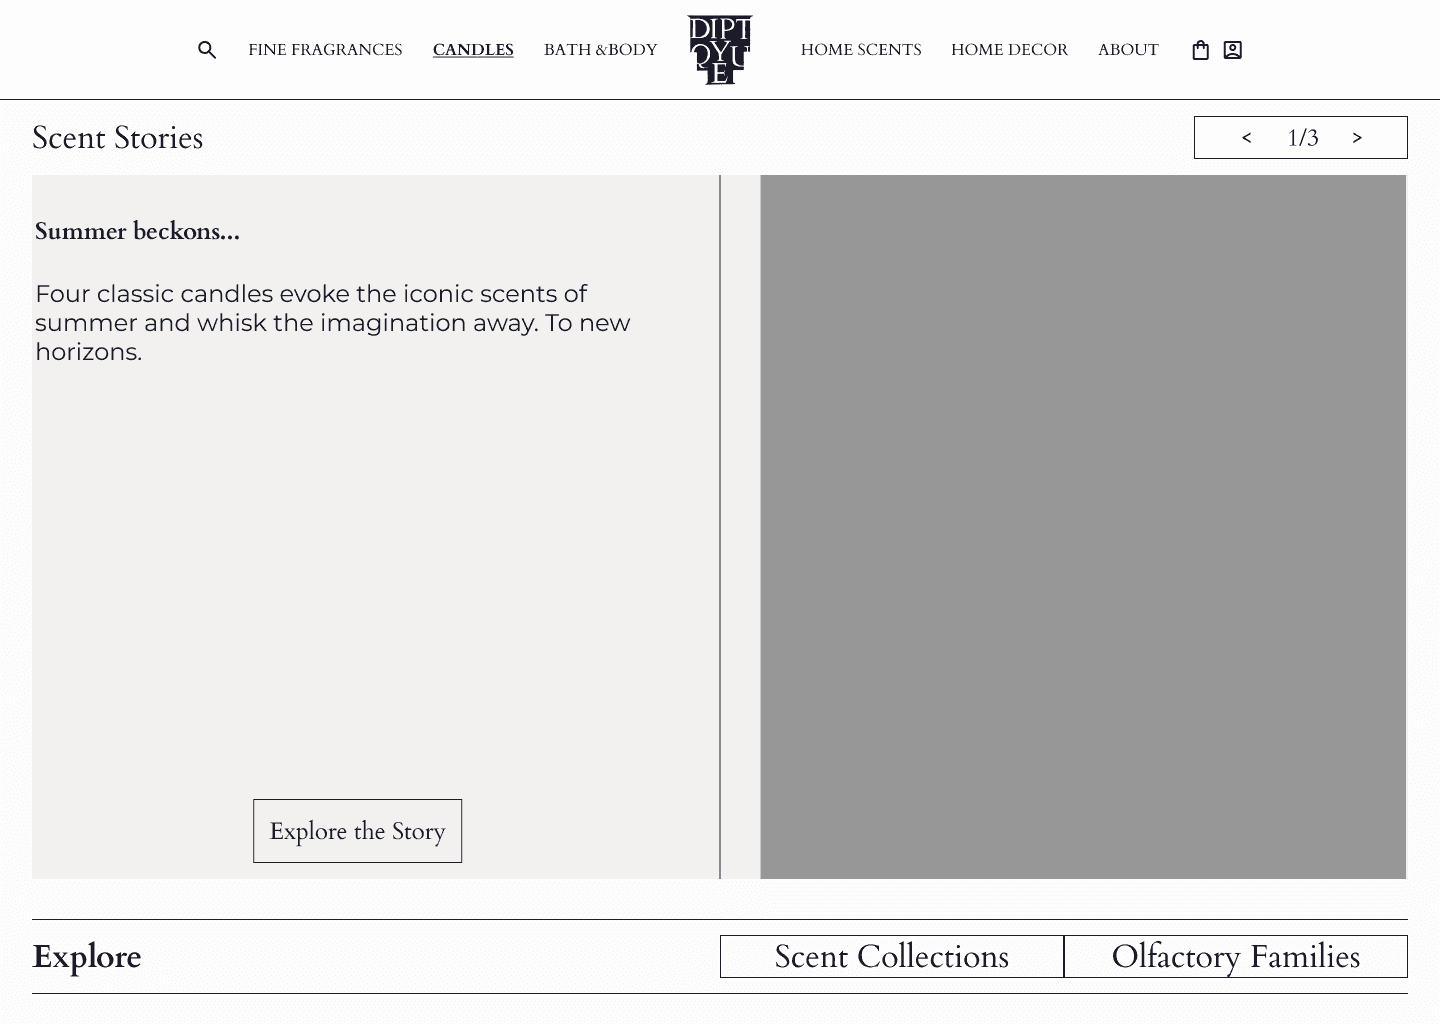 FINE FRAGRANCES CANDLES BATH &BODY DIPTQYUE HOME SCENTS HOME DECOR ABOUT
Scent Stories
< 1/3 >
Summer beckons...
Four classic candles evoke the iconic scents of
summer and whisk the imagination away. To new
horizons.
Explore the Story
Explore
Scent Collections
Olfactory Families